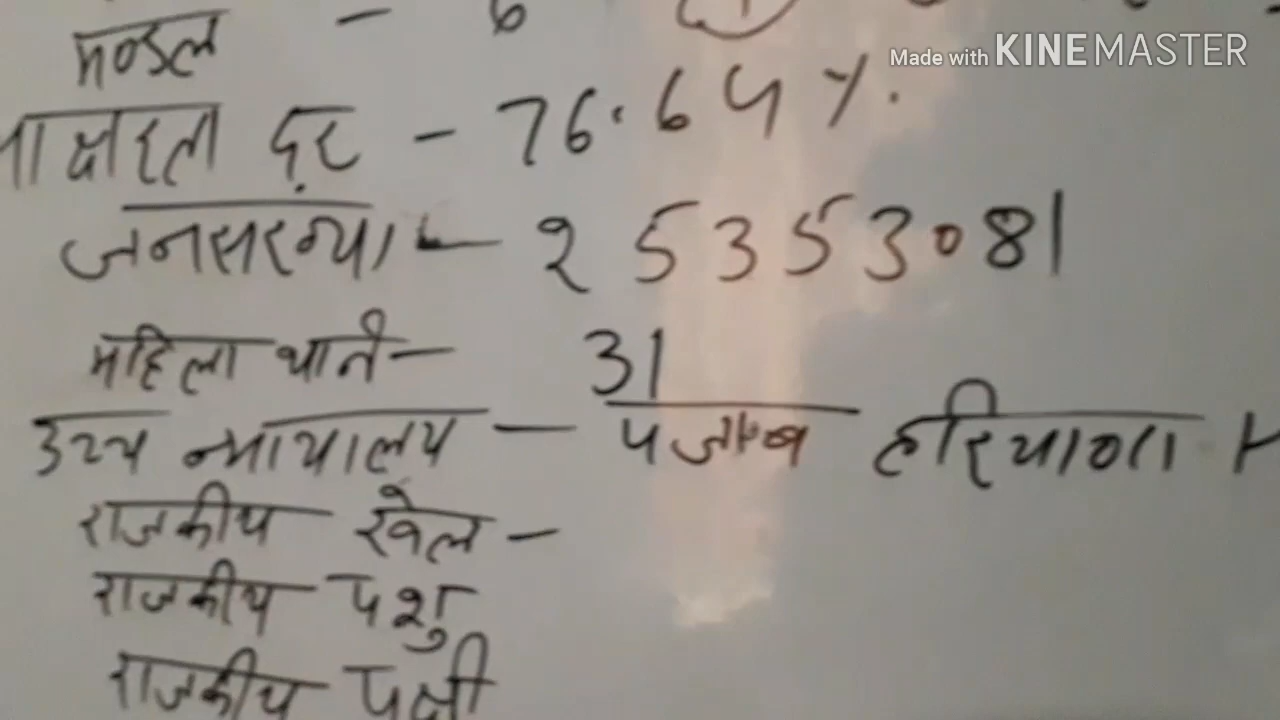 मण्डल - 6
Made with KINEMASTER
साक्षरता दर - 76.64%.
जनसंख्या - 25353081
महिला थाने - 31
उच्च न्यायालय - पंजाब हरियाणा
राजकीय खेल -
राजकीय पशु
राजकीय पक्षी